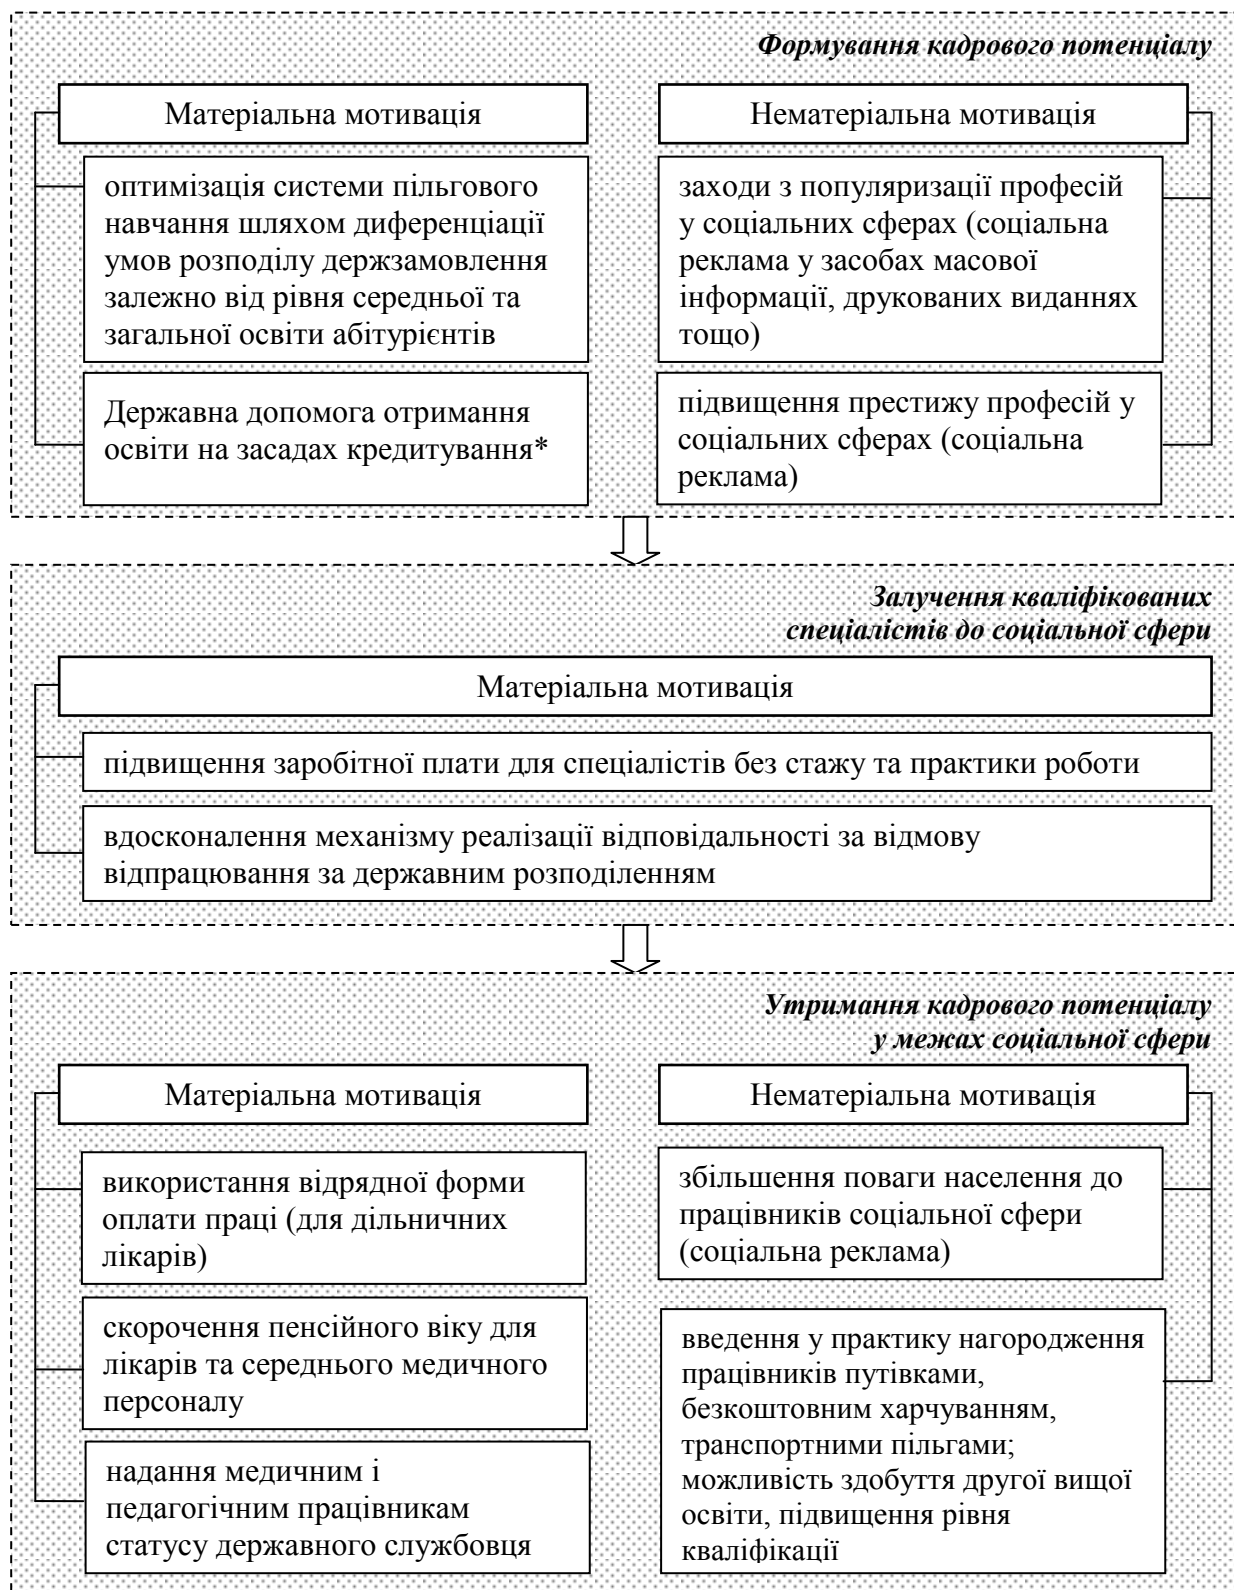 Формування кадрового потенціалу
Матеріальна мотивація
оптимізація системи пільгового
навчання шляхом диференціації
умов розподілу держзамовлення
залежно від рівня середньої та
загальної освіти абітурієнтів
Державна допомога отримання
освіти на засадах кредитування*
Нематеріальна мотивація
заходи з популяризації професій
у соціальних сферах (соціальна
реклама у засобах масової
інформації, друкованих виданнях
тощо)
підвищення престижу професій у
соціальних сферах (соціальна
реклама)
Залучення кваліфікованих
спеціалістів до соціальної сфери
Матеріальна мотивація
підвищення заробітної плати для спеціалістів без стажу та практики роботи
вдосконалення механізму реалізації відповідальності за відмову
відпрацювання за державним розподіленням
Утримання кадрового потенціалу
у межах соціальної сфери
Матеріальна мотивація
використання відрядної форми
оплати праці (для дільничних
лікарів)
скорочення пенсійного віку для
лікарів та середнього медичного
персоналу
надання медичним і
педагогічним працівникам
статусу державного службовця
Нематеріальна мотивація
збільшення поваги населення до
працівників соціальної сфери
(соціальна реклама)
введення у практику нагородження
працівників путівками,
безкоштовним харчуванням,
транспортними пільгами;
можливість здобуття другої вищої
освіти, підвищення рівня
кваліфікації